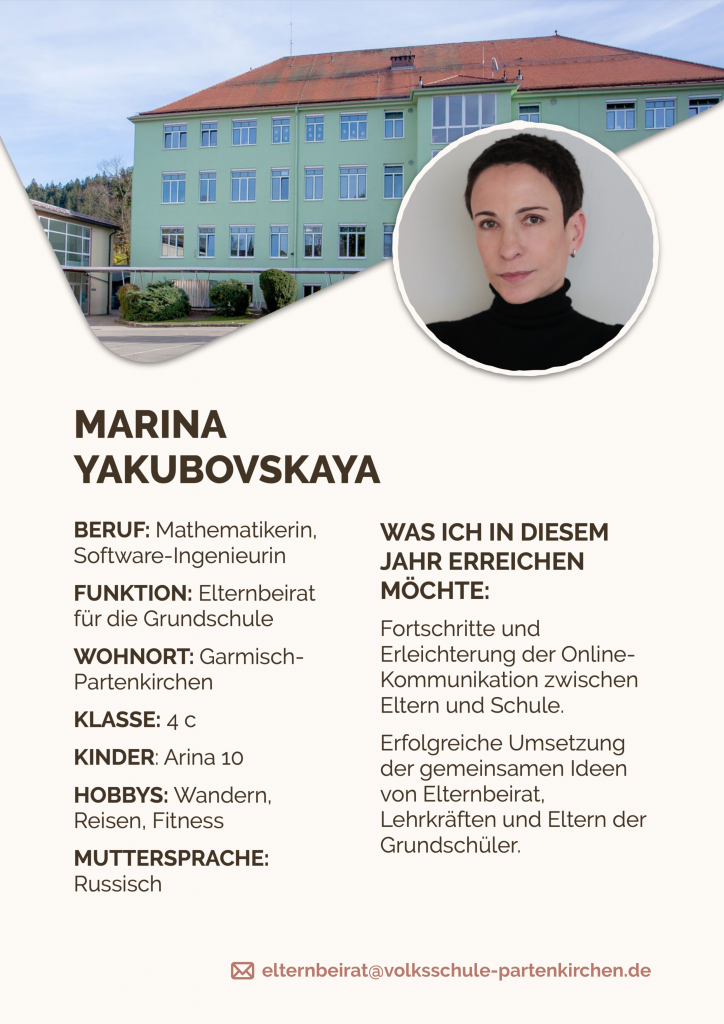 MARINA
YAKUBOVSKAYA
BERUF: Mathematikerin,
Software-Ingenieurin
FUNKTION: Elternbeirat
für die Grundschule
WOHNORT: Garmisch-
Partenkirchen
KLASSE: 4 c
KINDER: Arina 10
HOBBYS: Wandern,
Reisen, Fitness
MUTTERSPRACHE:
Russisch
WAS ICH IN DIESEM
JAHR ERREICHEN
MÖCHTE:
Fortschritte und
Erleichterung der Online-
Kommunikation zwischen
Eltern und Schule.
Erfolgreiche Umsetzung
der gemeinsamen Ideen
von Elternbeirat,
Lehrkräften und Eltern der
Grundschüler.
elternbeirat@volksschule-partenkirchen.de